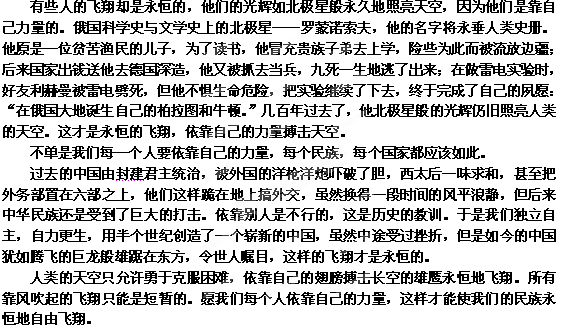 有些人的飞翔却是永恒的，他们的光辉如北极星般永久地照亮天空，因为他们是靠自
己力量的。俄国科学史与文学史上的北极星——罗蒙诺索夫，他的名字将永垂人类史册。
他原是一位贫苦渔民的儿子，为了读书，他冒充贵族子弟去上学，险些为此而被流放边疆；
后来国家出钱送他去德国深造，他又被抓去当兵，九死一生地逃了出来；在做雷电实验时，
好友利赫曼被雷电劈死，但他不惧生命危险，把实验继续了下去，终于完成了自己的夙愿：
“在俄国大地诞生自己的柏拉图和牛顿。”几百年过去了，他北极星般的光辉仍旧照亮人类
的天空。这才是永恒的飞翔，依靠自己的力量搏击天空。
不单是我们每一个人要依靠自己的力量，每个民族，每个国家都应该如此。
过去的中国由封建君主统治，被外国的洋枪洋炮吓破了胆，西太后一味求和，甚至把
外务部置在六部之上，他们这样跪在地上搞外交，虽然换得一段时间的风平浪静，但后来
中华民族还是受到了巨大的打击。依靠别人是不行的，这是历史的教训。于是我们独立自
主，自力更生，用半个世纪创造了一个崭新的中国，虽然中途受过挫折，但是如今的中国
犹如腾飞的巨龙般雄踞在东方，令世人瞩目，这样的飞翔才是永恒的。
人类的天空只允许勇于克服困难，依靠自己的翅膀搏击长空的雄鹰永恒地飞翔。所有
靠风吹起的飞翔只能是短暂的。愿我们每个人依靠自己的力量，这样才能使我们的民族永
恒地自由飞翔。